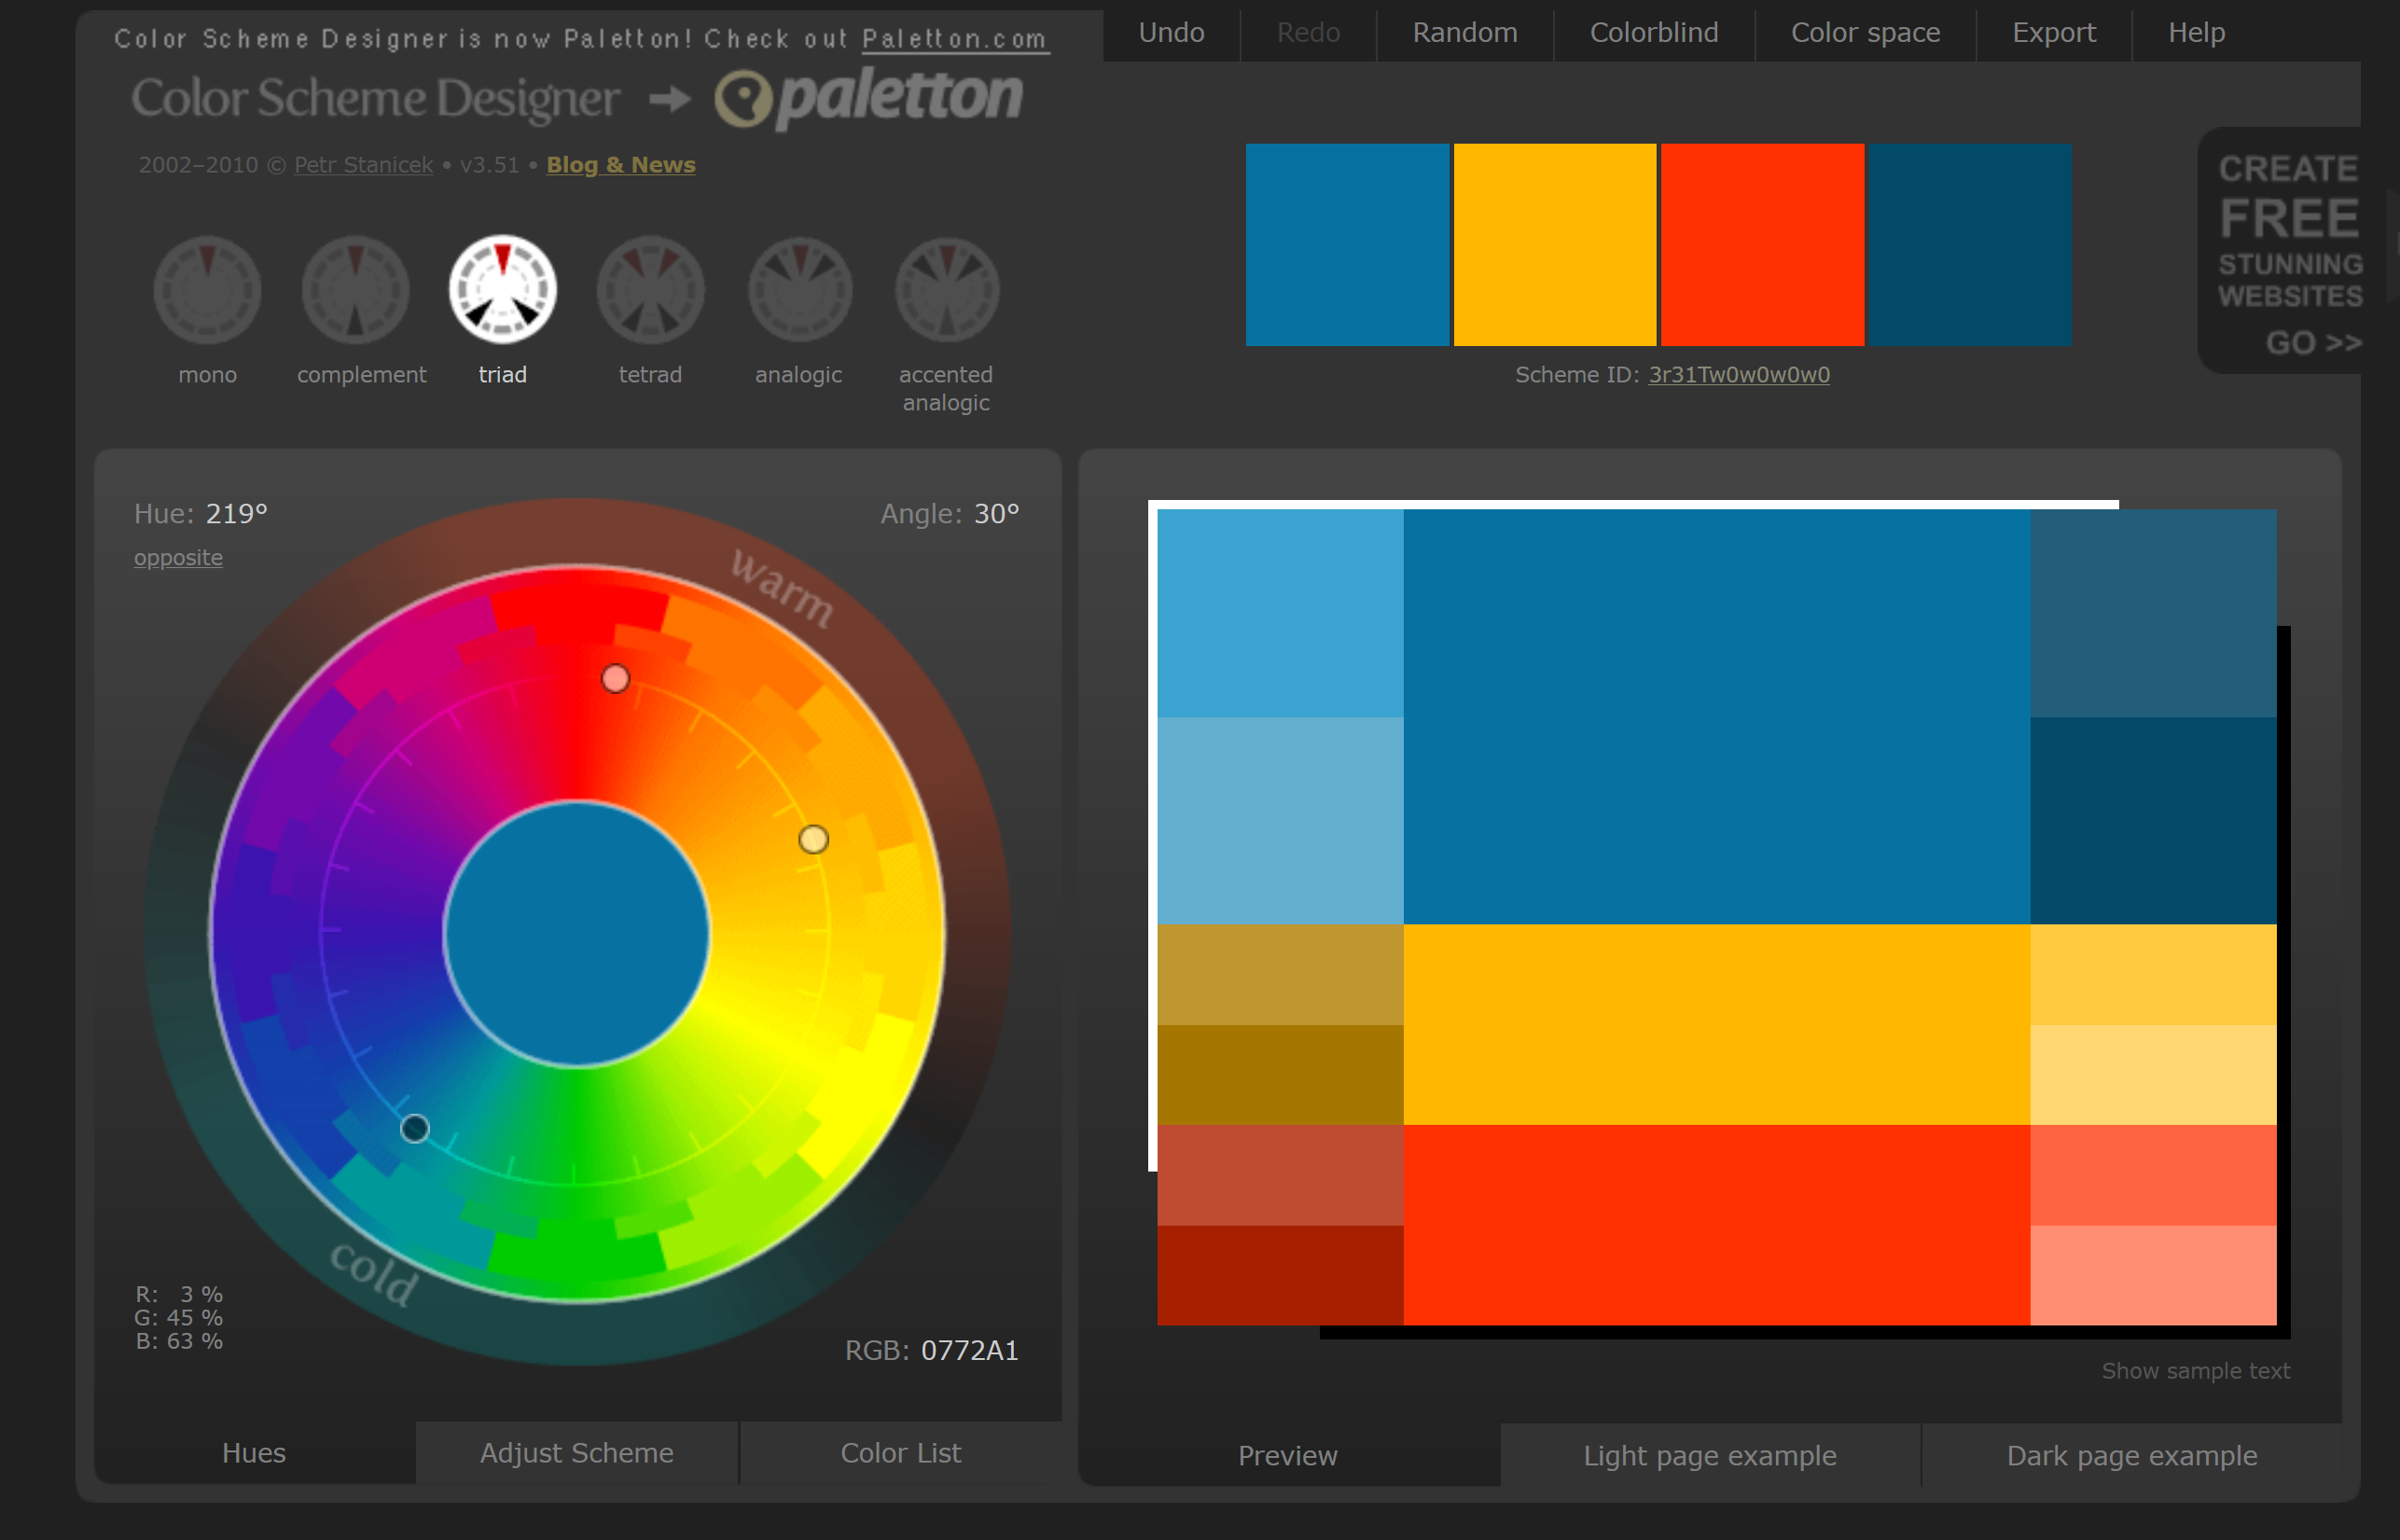 Color Scheme Designer is now Paletton! Check out Paletton.com
Undo
Redo
Random
Colorblind
Color space
Export
Help
Color Scheme Designer paletton
2002–2010 © Petr Stanicek • v3.51 • Blog & News
CREATE
FREE
STUNNING
WEBSITES
GO >>
mono
complement
triad
tetrad
analogic
accented
analogic
Scheme ID: 3r31Tw0w0w0w0
Hue: 219°
Angle: 30°
opposite
warm
cold
R: 3 %
G: 45 %
B: 63 %
RGB: 0772A1
Show sample text
Hues
Adjust Scheme
Color List
Preview
Light page example
Dark page example